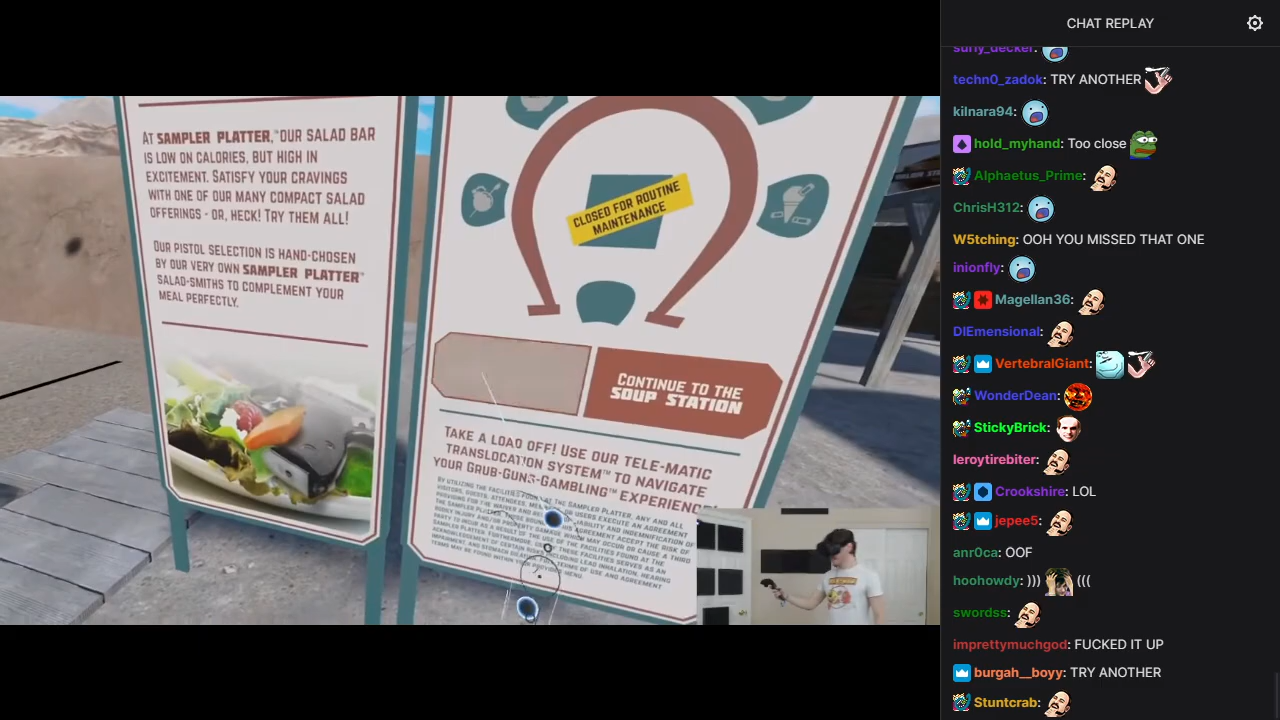 AT SAMPLER PLATTER,™ OUR SALAD BAR
IS LOW ON CALORIES, BUT HIGH IN
EXCITEMENT. SATISFY YOUR CRAVINGS
WITH ONE OF OUR MANY COMPACT SALAD
OFFERINGS - OR, HECK! TRY THEM ALL!
OUR PISTOL SELECTION IS HAND-CHOSEN
BY OUR VERY OWN SAMPLER PLATTER™
SALAD-SMITHS TO COMPLEMENT YOUR
MEAL PERFECTLY.
CLOSED FOR ROUTINE
MAINTENANCE
CONTINUE TO THE
SOUP STATION
TAKE A LOAD OFF! USE OUR TELE-MATIC
TRANSLOCATION SYSTEM™ TO NAVIGATE
YOUR GRUB-GUNS-GAMBLING™ EXPERIENCE
CHAT REPLAY
surly_decker:
techn0_zadok: TRY ANOTHER
kilnara94:
hold_myhand: Too close
Alphaetus_Prime:
ChrisH312:
W5tching: OOH YOU MISSED THAT ONE
inionfly:
Magellan36:
DIEmensional:
VertebralGiant:
WonderDean:
StickyBrick:
leroytirebiter:
Crookshire: LOL
jepee5:
anr0ca: OOF
hoohowdy: ))) (((
swordss:
imprettymuchgod: FUCKED IT UP
burgah__boyy: TRY ANOTHER
Stuntcrab: